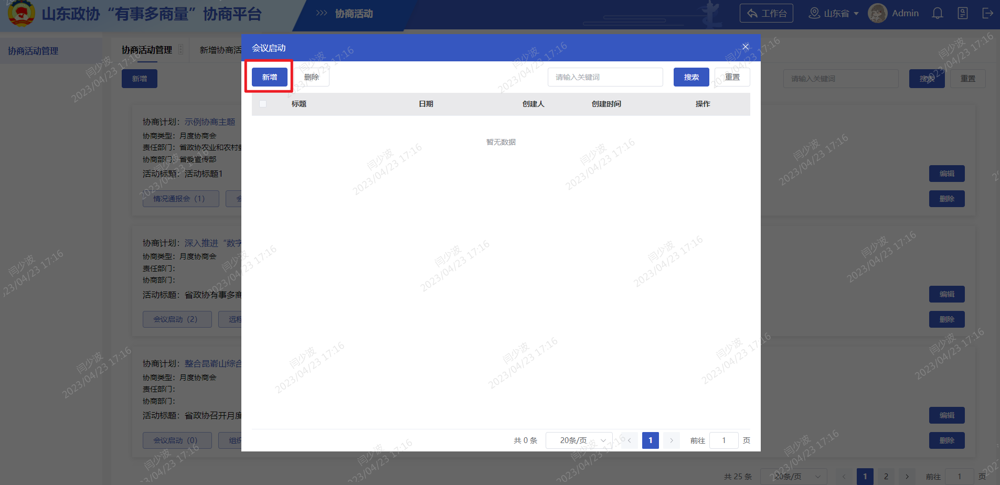 山东政协“有事多商量”协商平台
>>> 协商活动
工作台
山东省
Admin
协商活动管理
协商活动管理
新增协商活
新增
请输入关键词
搜索
重置
协商计划：示例协商主题
协商类型：月度协商会
责任部门：省政协农业和农村委
协商部门：省委宣传部
活动标题：活动标题1
情况通报会（1）
会
编辑
删除
协商计划：深入推进“数字
协商类型：月度协商会
责任部门：
协商部门：
活动标题：省政协有事多商
会议启动（2）
远程
编辑
删除
协商计划：整合昆嵛山综合
协商类型：月度协商会
责任部门：
协商部门：
活动标题：省政协召开月度
会议启动（0）
组织
编辑
删除
共 25 条
20条/页
1
2
前往
1
页
会议启动
新增
删除
请输入关键词
搜索
重置
标题
日期
创建人
创建时间
操作
暂无数据
共 0 条
20条/页
1
前往
1
页
闫少波
2023/04/23 17:16